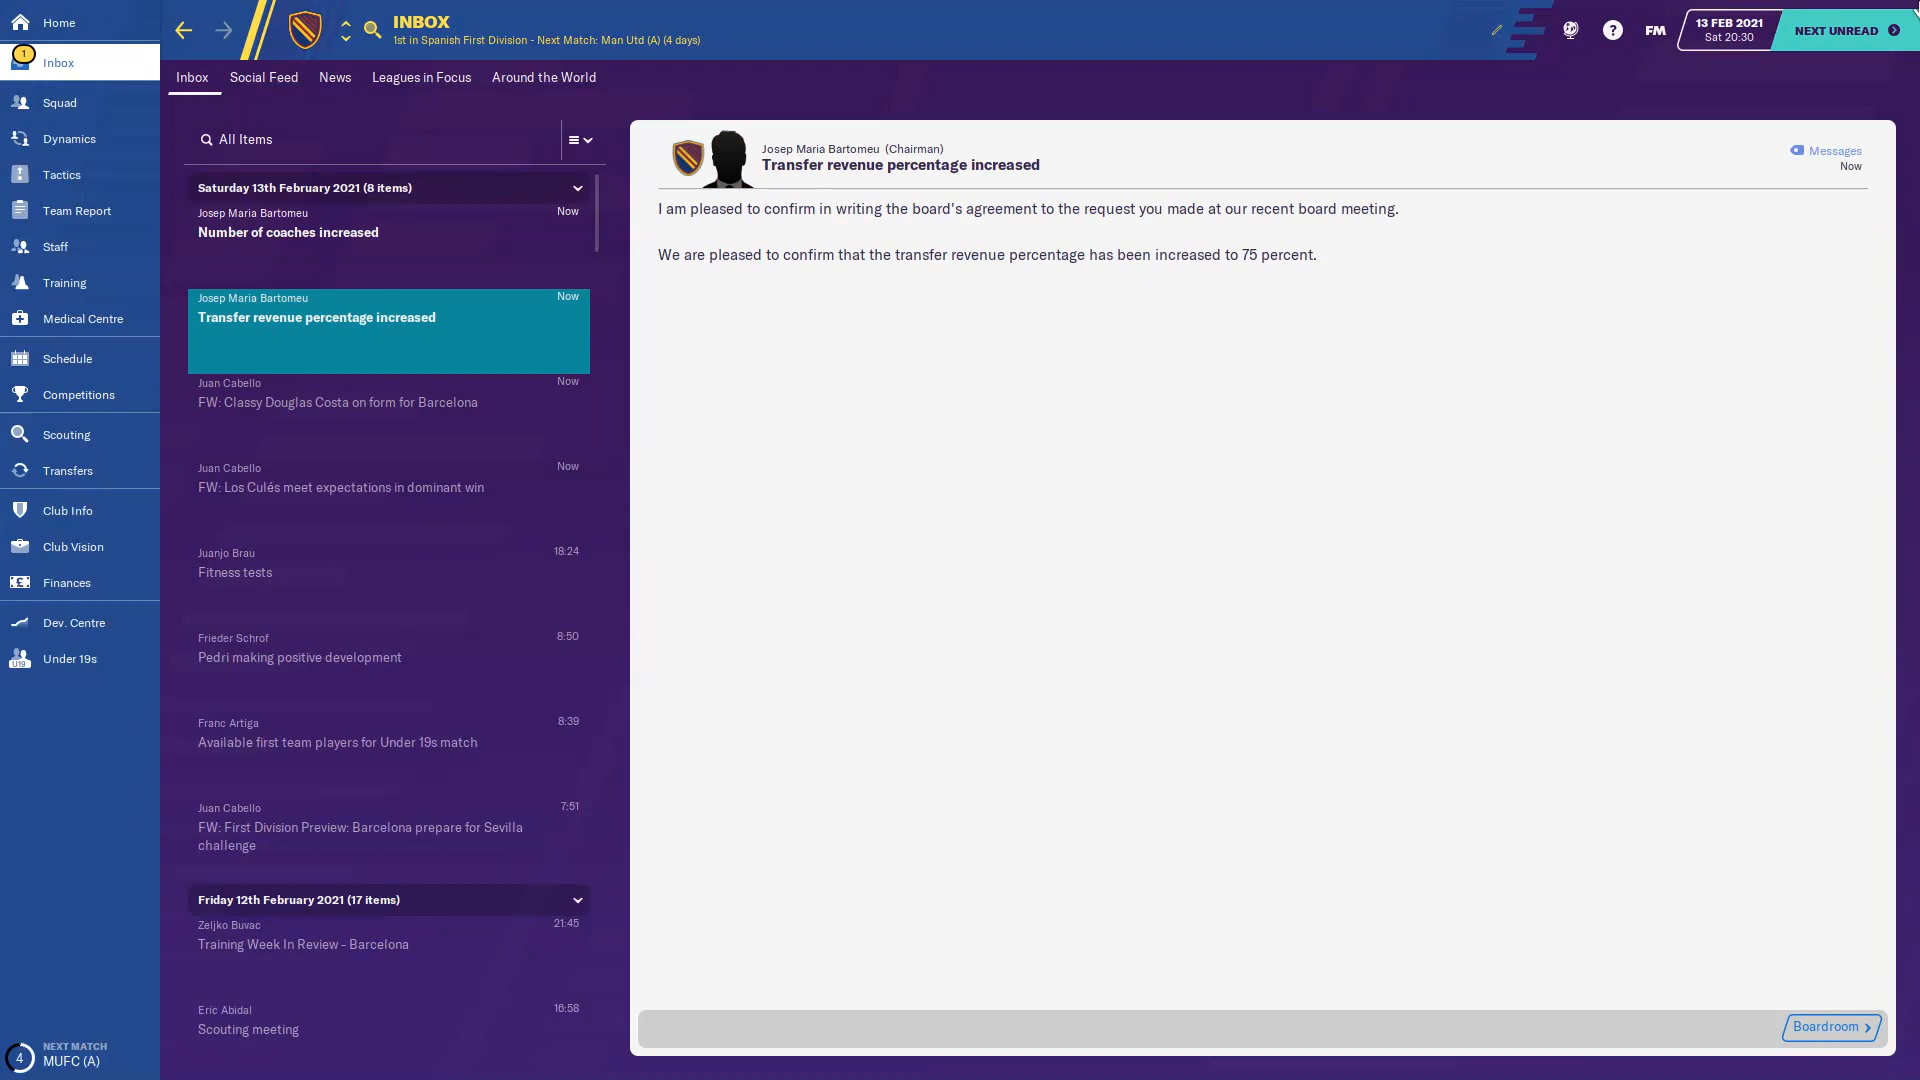 Home
1
Inbox
Squad
Dynamics
Tactics
Team Report
Staff
Training
Medical Centre
Schedule
Competitions
Scouting
Transfers
Club Info
Club Vision
Finances
Dev. Centre
U19
Under 19s
4
NEXT MATCH
MUFC (A)
INBOX
1st in Spanish First Division - Next Match: Man Utd (A) (4 days)
?
FM
13 FEB 2021
Sat 20:30
NEXT UNREAD
Inbox Social Feed News Leagues in Focus Around the World
All Items
Saturday 13th February 2021 (8 items)
Josep Maria Bartomeu Now
Number of coaches increased
Josep Maria Bartomeu Now
Transfer revenue percentage increased
Juan Cabello Now
FW: Classy Douglas Costa on form for Barcelona
Juan Cabello Now
FW: Los Culés meet expectations in dominant win
Juanjo Brau 18:24
Fitness tests
Frieder Schrof 8:50
Pedri making positive development
Franc Artiga 8:39
Available first team players for Under 19s match
Juan Cabello 7:51
FW: First Division Preview: Barcelona prepare for Sevilla
challenge
Friday 12th February 2021 (17 items)
Zeljko Buvac 21:45
Training Week In Review - Barcelona
Eric Abidal 16:58
Scouting meeting
Josep Maria Bartomeu (Chairman)
Transfer revenue percentage increased
Messages
Now
I am pleased to confirm in writing the board's agreement to the request you made at our recent board meeting.
We are pleased to confirm that the transfer revenue percentage has been increased to 75 percent.
Boardroom